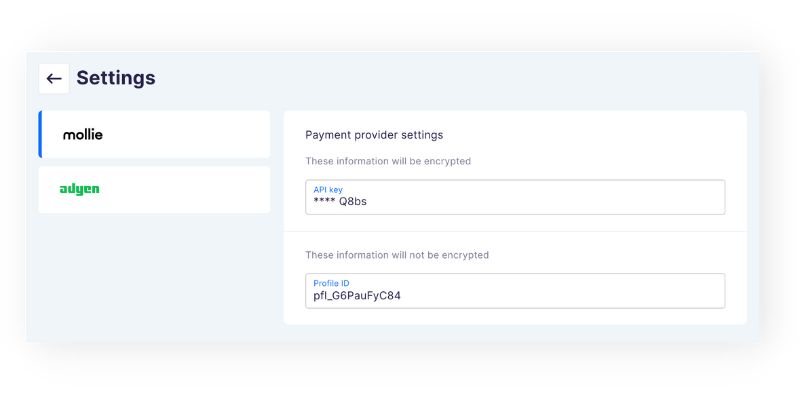 Settings
mollie
adyen
Payment provider settings
These information will be encrypted
API key
**** Q8bs
These information will not be encrypted
Profile ID
pfl_G6PauFyC84